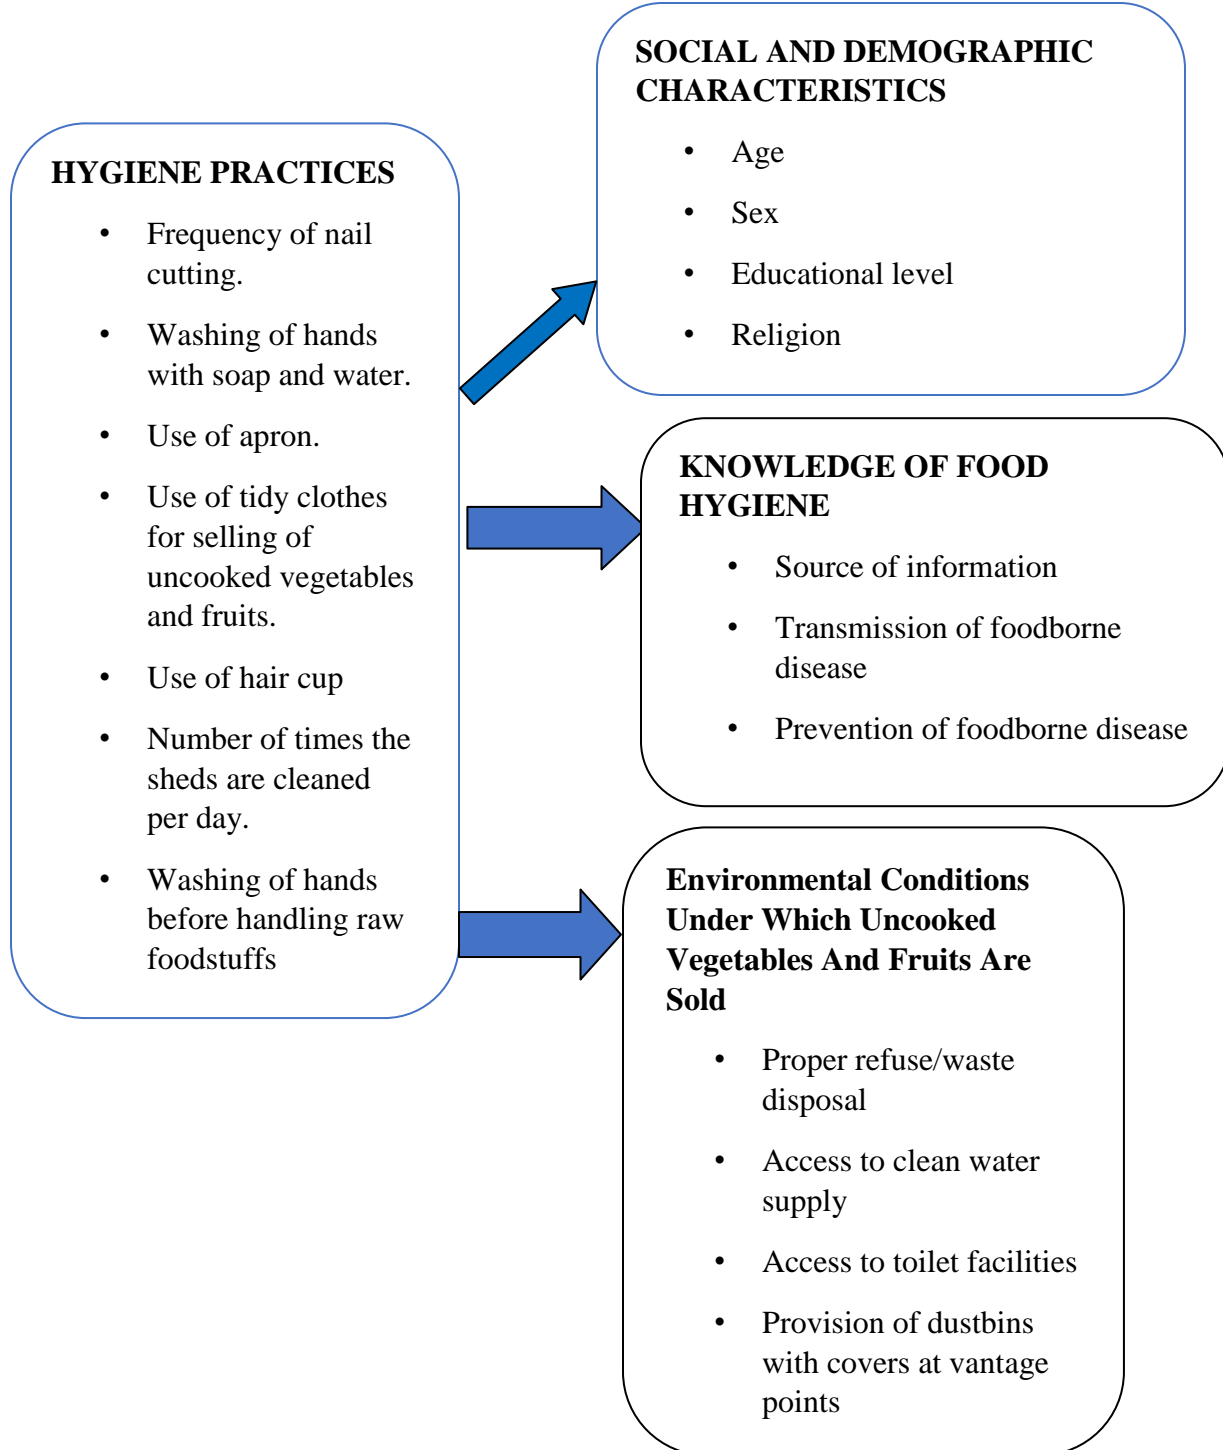 HYGIENE PRACTICES
• Frequency of nail
cutting.
• Washing of hands
with soap and water.
• Use of apron.
• Use of tidy clothes
for selling of
uncooked vegetables
and fruits.
• Use of hair cup
• Number of times the
sheds are cleaned
per day.
• Washing of hands
before handling raw
foodstuffs
SOCIAL AND DEMOGRAPHIC
CHARACTERISTICS
• Age
• Sex
• Educational level
• Religion
KNOWLEDGE OF FOOD
HYGIENE
• Source of information
• Transmission of foodborne
disease
• Prevention of foodborne disease
Environmental Conditions
Under Which Uncooked
Vegetables And Fruits Are
Sold
• Proper refuse/waste
disposal
• Access to clean water
supply
• Access to toilet facilities
• Provision of dustbins
with covers at vantage
points